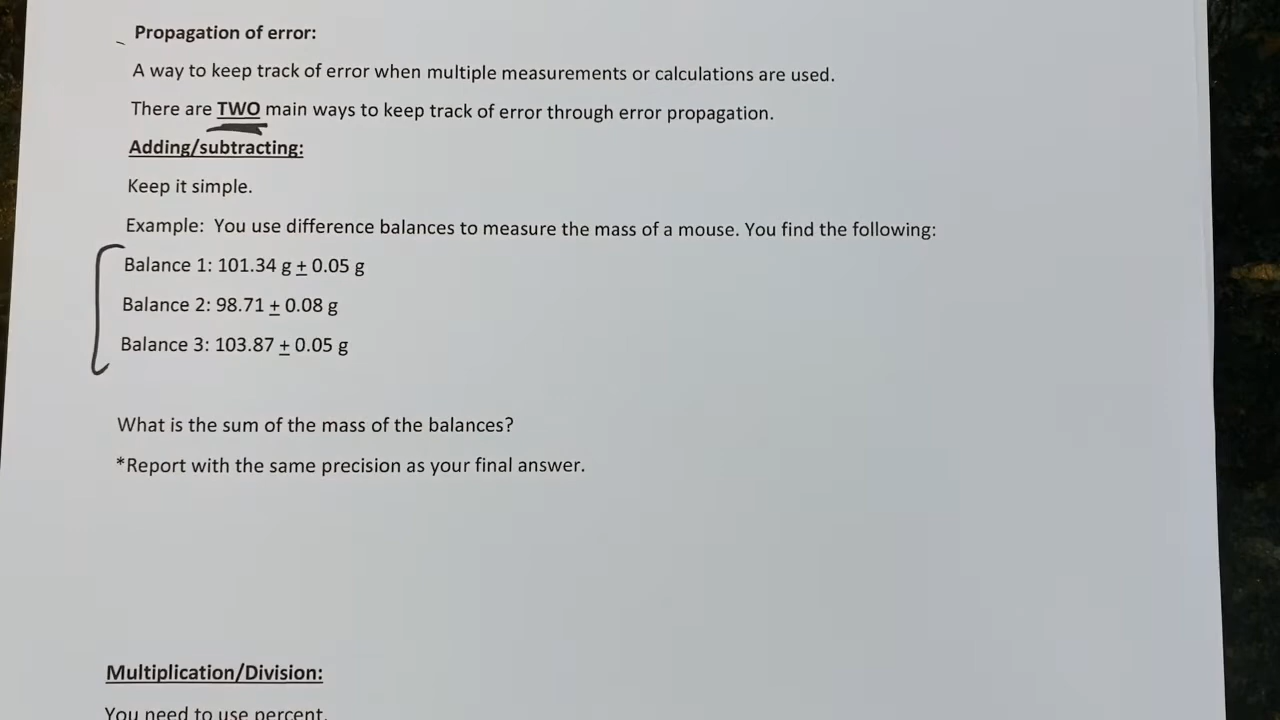 Propagation of error:
A way to keep track of error when multiple measurements or calculations are used.
There are TWO main ways to keep track of error through error propagation.
Adding/subtracting:
Keep it simple.
Example:  You use difference balances to measure the mass of a mouse. You find the following:
Balance 1: 101.34 g ± 0.05 g
Balance 2: 98.71 ± 0.08 g
Balance 3: 103.87 ± 0.05 g
What is the sum of the mass of the balances?
*Report with the same precision as your final answer.
Multiplication/Division:
You need to use percent.